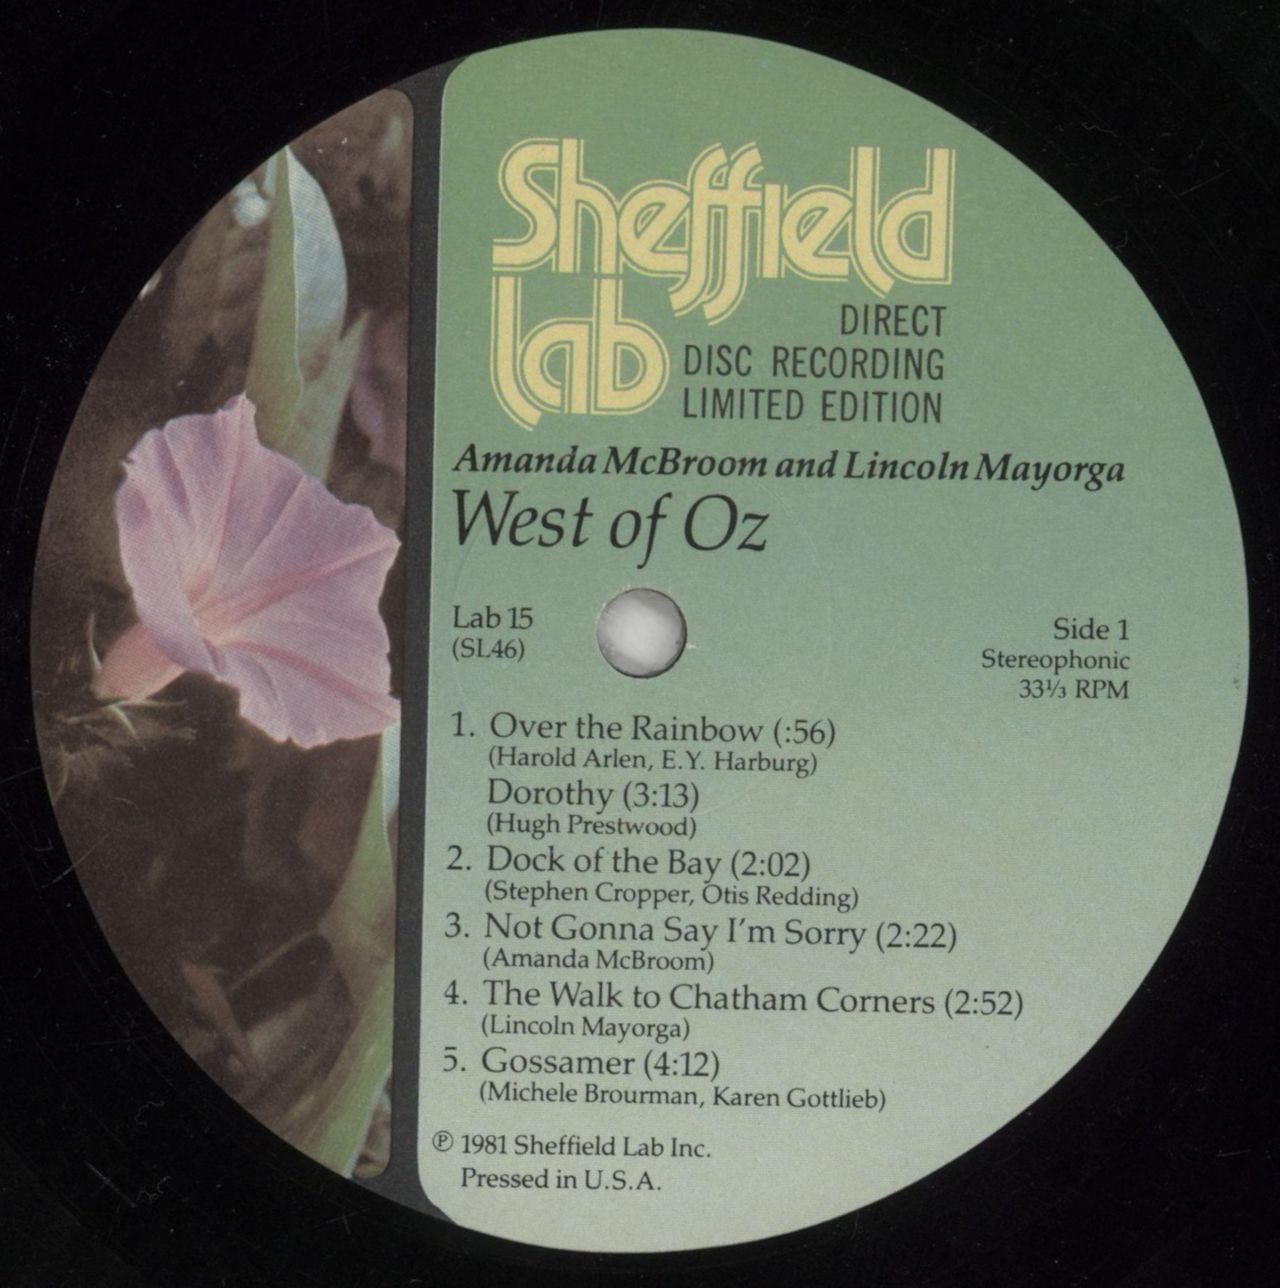 Sheffield
Lab
DIRECT
DISC RECORDING
LIMITED EDITION
Amanda McBroom and Lincoln Mayorga
West of Oz
Lab 15
(SL46)
Side 1
Stereophonic
33⅓ RPM
1. Over the Rainbow (:56)
(Harold Arlen, E.Y. Harburg)
Dorothy (3:13)
(Hugh Prestwood)
2. Dock of the Bay (2:02)
(Stephen Cropper, Otis Redding)
3. Not Gonna Say I'm Sorry (2:22)
(Amanda McBroom)
4. The Walk to Chatham Corners (2:52)
(Lincoln Mayorga)
5. Gossamer (4:12)
(Michele Brourman, Karen Gottlieb)
℗ 1981 Sheffield Lab Inc.
Pressed in U.S.A.